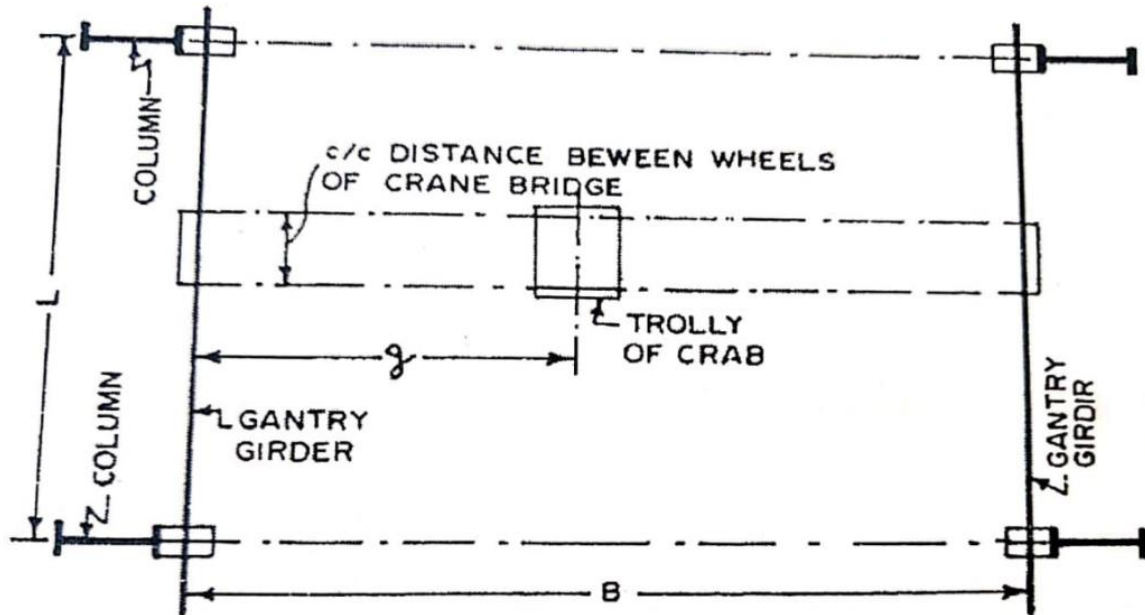 COLUMN
c/c DISTANCE BEWEEN WHEELS
OF CRANE BRIDGE
L
TROLLY
OF CRAB
g
COLUMN
GANTRY
GIRDER
GANTRY
GIRDIR
B